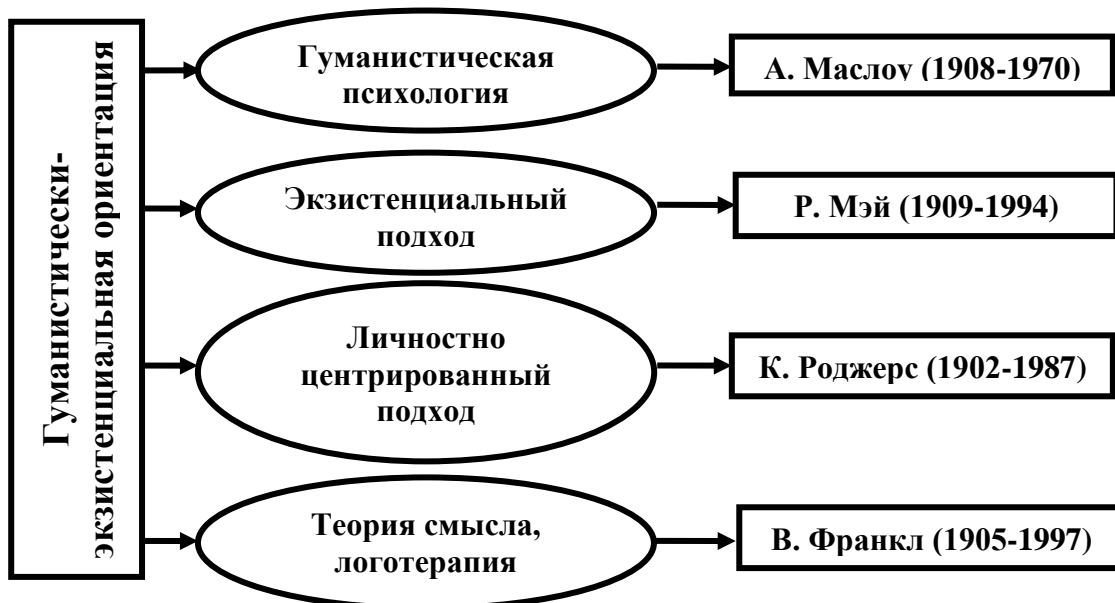 Гуманистически-
экзистенциальная ориентация
Гуманистическая
психология
А. Маслоу (1908-1970)
Экзистенциальный
подход
Р. Мэй (1909-1994)
Личностно
центрированный
подход
К. Роджерс (1902-1987)
Теория смысла,
логотерапия
В. Франкл (1905-1997)